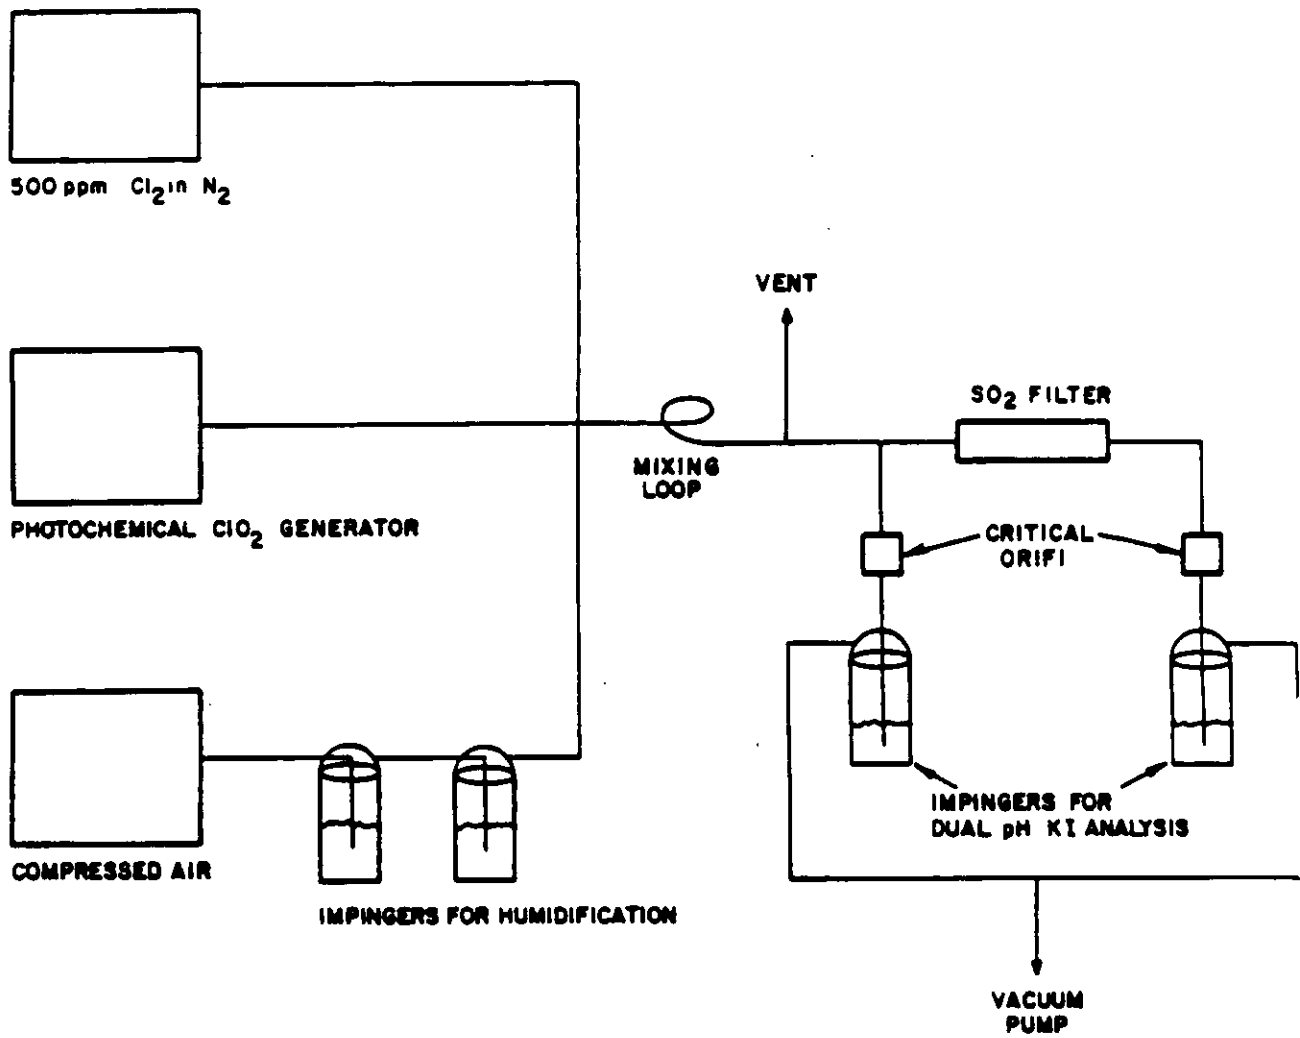 500 ppm Cl2 in N2
VENT
SO2 FILTER
MIXING
LOOP
PHOTOCHEMICAL ClO2 GENERATOR
CRITICAL
ORIFI
IMPINGERS FOR
DUAL pH KI ANALYSIS
COMPRESSED AIR
IMPINGERS FOR HUMIDIFICATION
VACUUM
PUMP